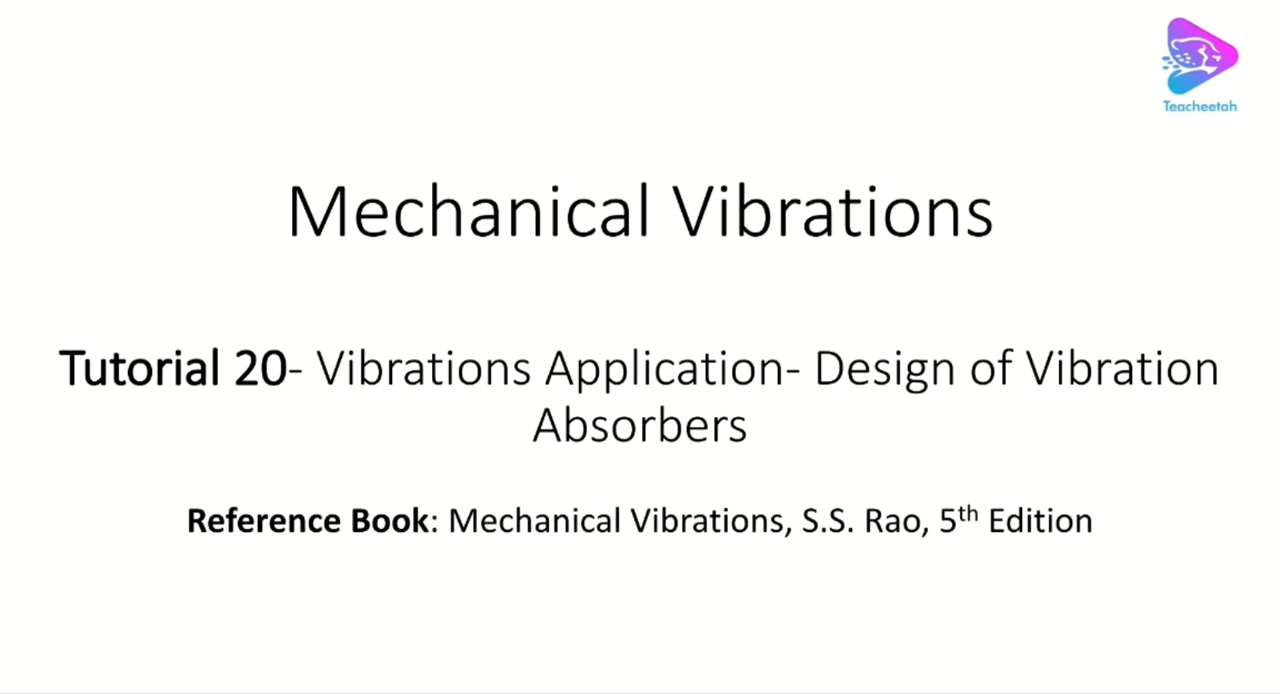 Teacheetah
Mechanical Vibrations
Tutorial 20- Vibrations Application- Design of Vibration
Absorbers
Reference Book: Mechanical Vibrations, S.S. Rao, 5th Edition